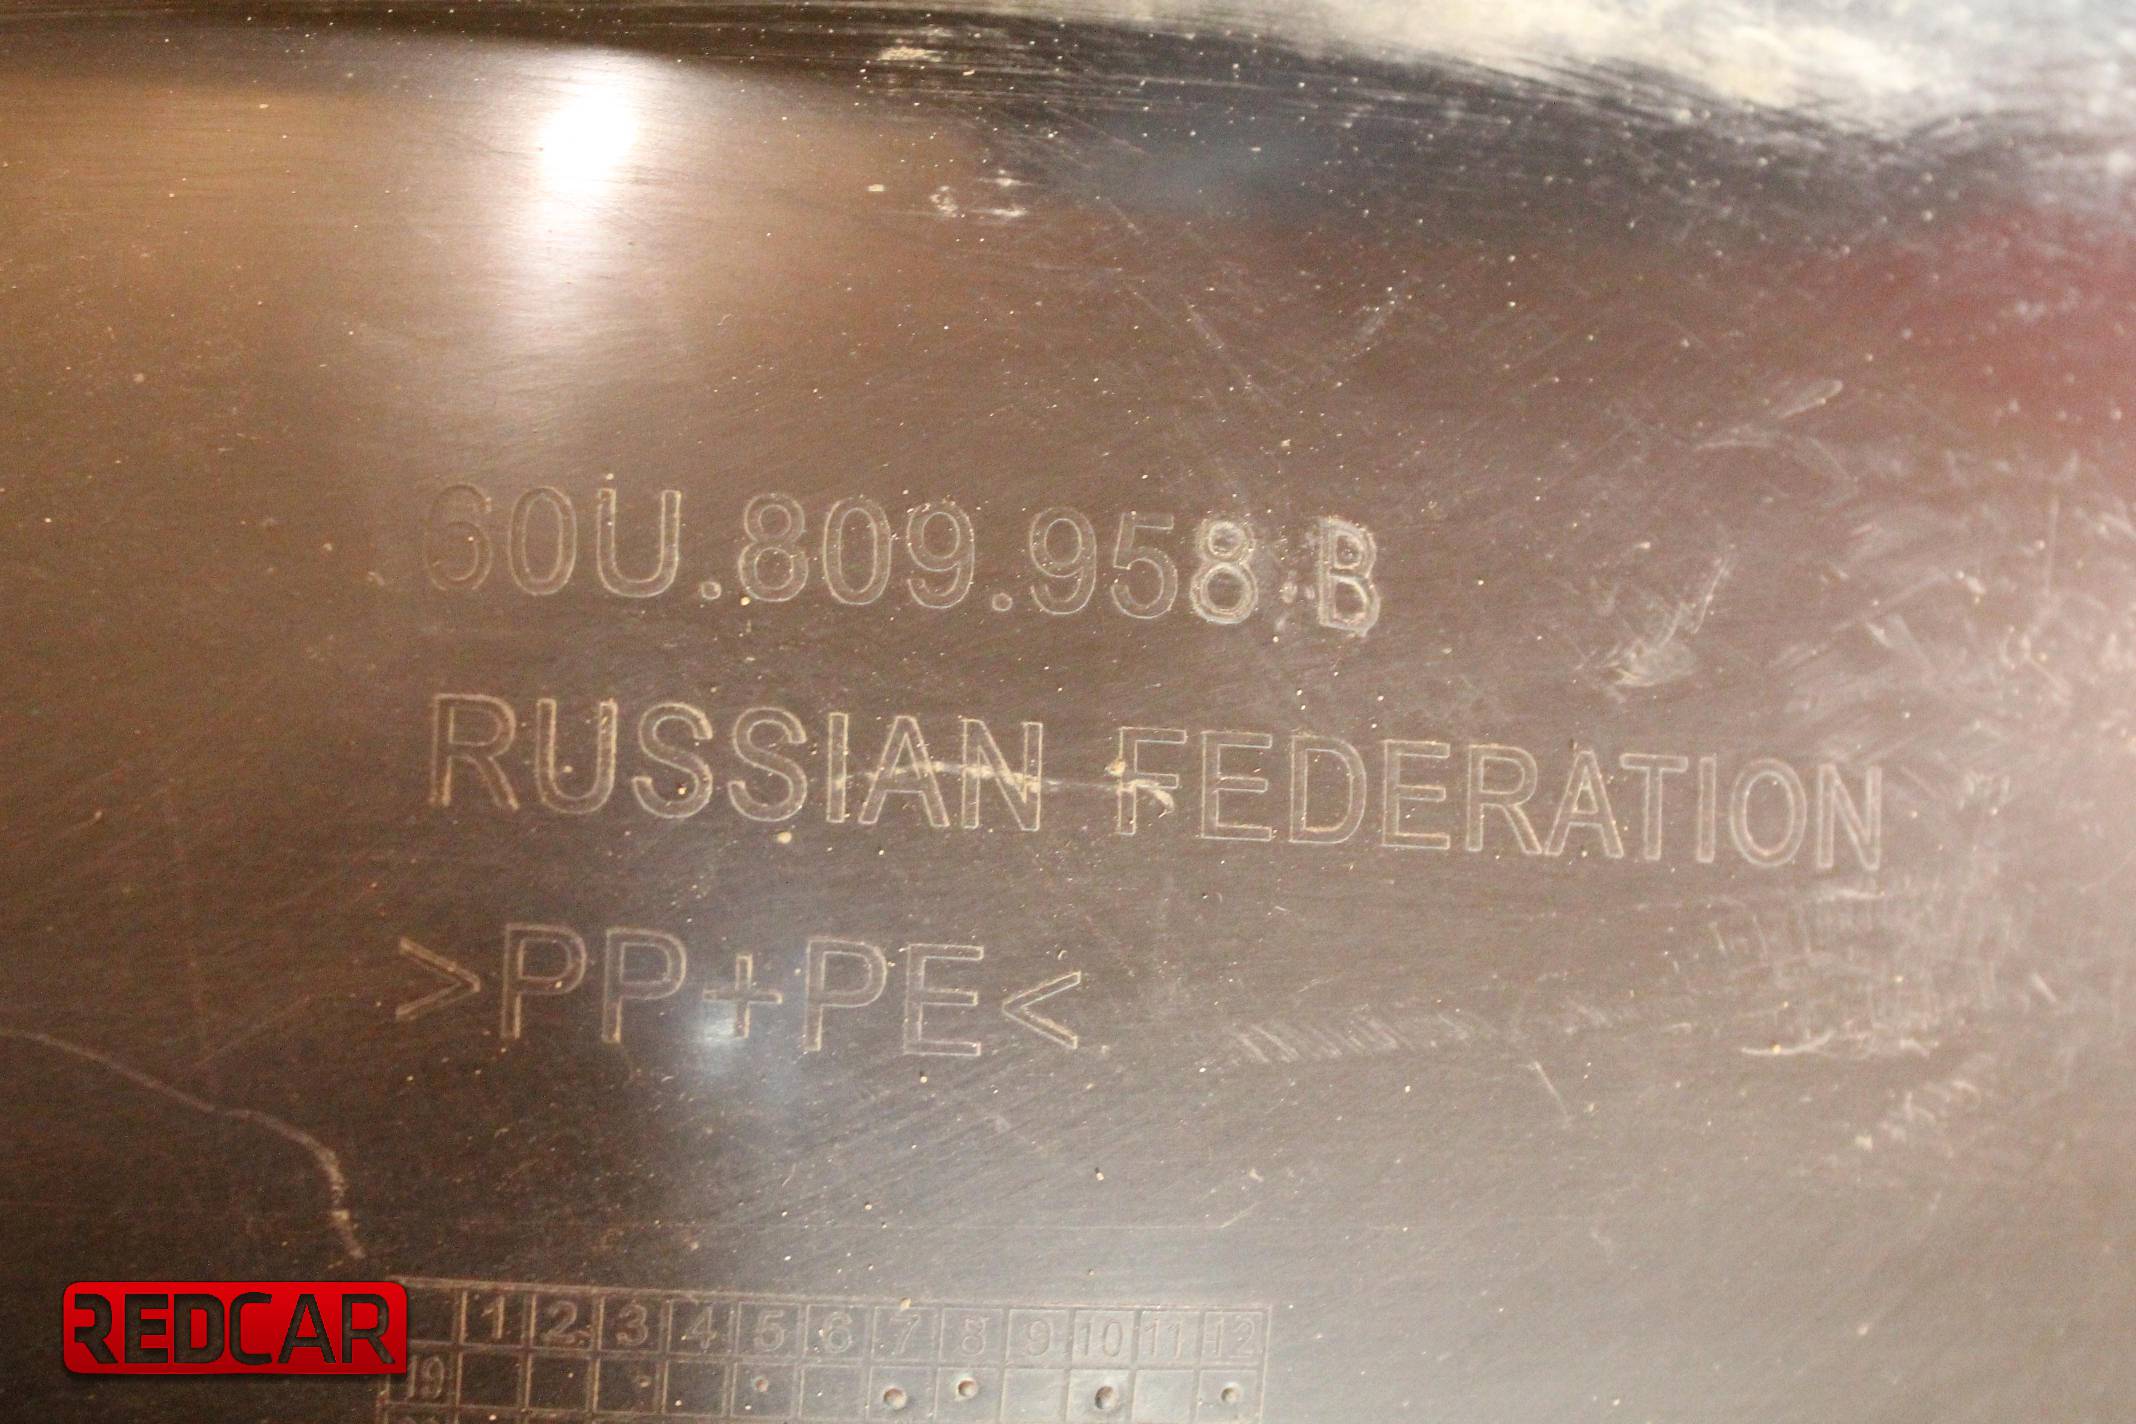 60U.809.958.B
RUSSIAN FEDERATION
>PP+PE<
1 2 3 4 5 6 7 8 9 10 11 12
19
REDCAR